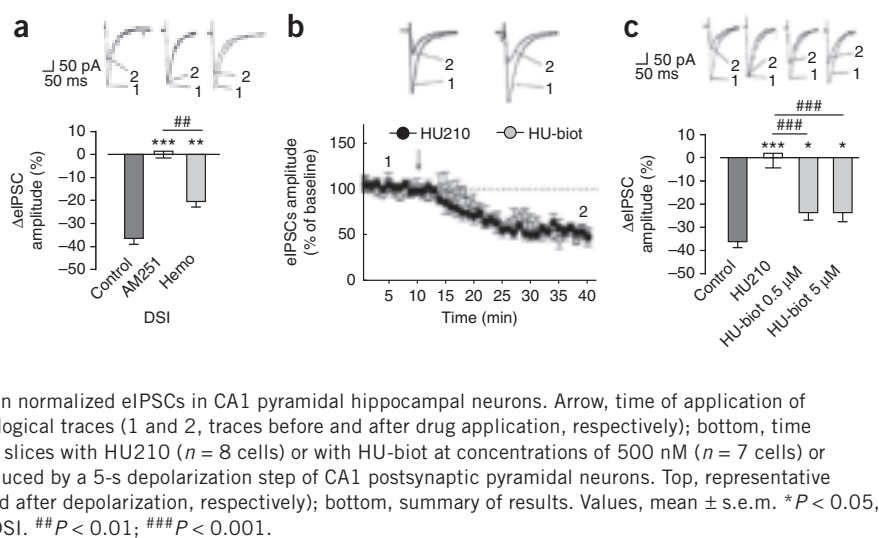 a
50 pA
50 ms
2
1
2
1
2
1
##
ΔeIPSC
amplitude (%)
10
0
–10
–20
–30
–40
–50
***
**
Control
AM251
Hemo
DSI
b
2
1
2
1
HU210
HU-biot
eIPSCs amplitude
(% of baseline)
150
100
50
0
1
2
5 10 15 20 25 30 35 40
Time (min)
c
50 pA
50 ms
2
1
2
1
2
1
2
1
###
###
ΔeIPSC
amplitude (%)
10
0
–10
–20
–30
–40
–50
***
*
*
Control
HU210
HU-biot 0.5 µM
HU-biot 5 µM
n normalized eIPSCs in CA1 pyramidal hippocampal neurons. Arrow, time of application of
logical traces (1 and 2, traces before and after drug application, respectively); bottom, time
slices with HU210 (n = 8 cells) or with HU-biot at concentrations of 500 nM (n = 7 cells) or
uced by a 5-s depolarization step of CA1 postsynaptic pyramidal neurons. Top, representative
d after depolarization, respectively); bottom, summary of results. Values, mean ± s.e.m. *P < 0.05,
DSI. ##P < 0.01; ###P < 0.001.